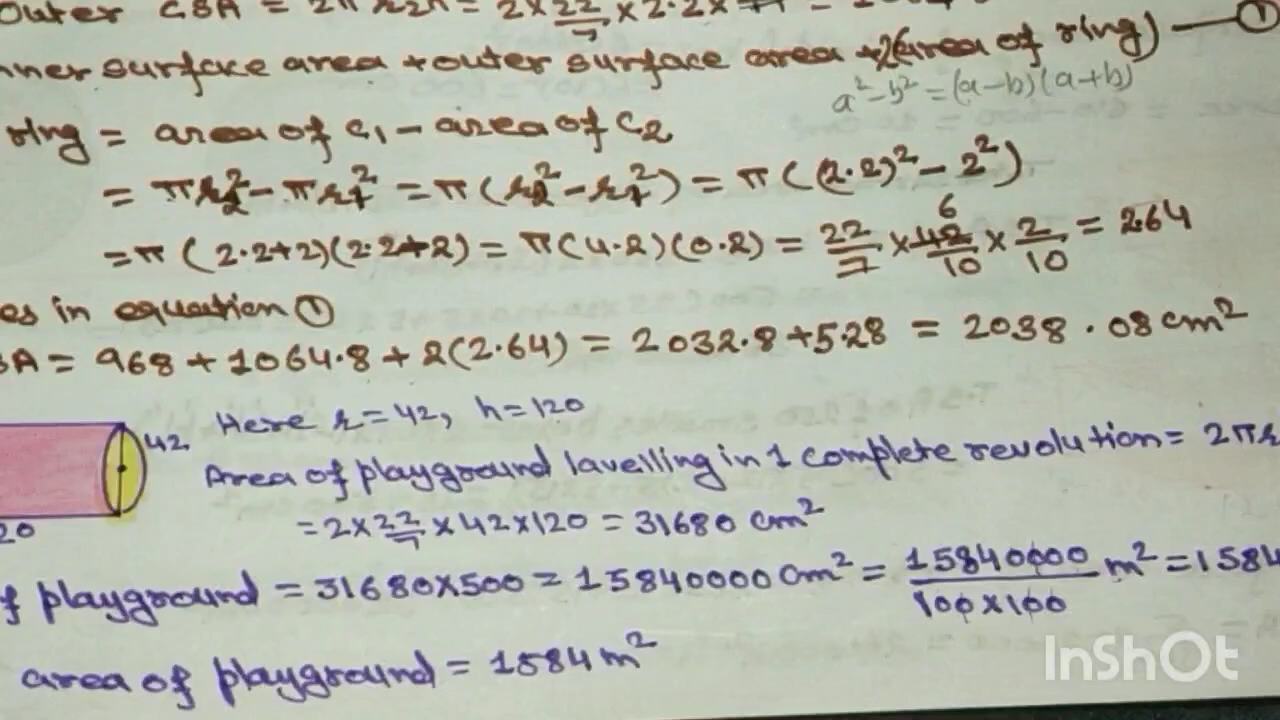 outer CSA = 2πr₂h = 2×22/7×2.2×
nner surface area + outer surface area + 2(area of ring) — ①
a²-b² = (a-b)(a+b)
ring = area of C₁ - area of C₂
= πr₂² - πr₁² = π(r₂² - r₁²) = π((2.2)² - 2²)
= π(2.2+2)(2.2+2) = π(4.2)(0.2) = 22/7 × 42/10 6 × 2/10 = 2.64
es in equation ①
SA = 968 + 1064.8 + 2(2.64) = 2032.8 + 5.28 = 2038.08 cm²
Here r=42, h=120
42
Area of playground lavelling in 1 complete revolution = 2πr
= 2×22/7×42×120 = 31680 cm²
20
f playground = 31680×500 = 15840000 cm² = 15840000/100×100 m² = 1584
area of playground = 1584 m²
InShOt